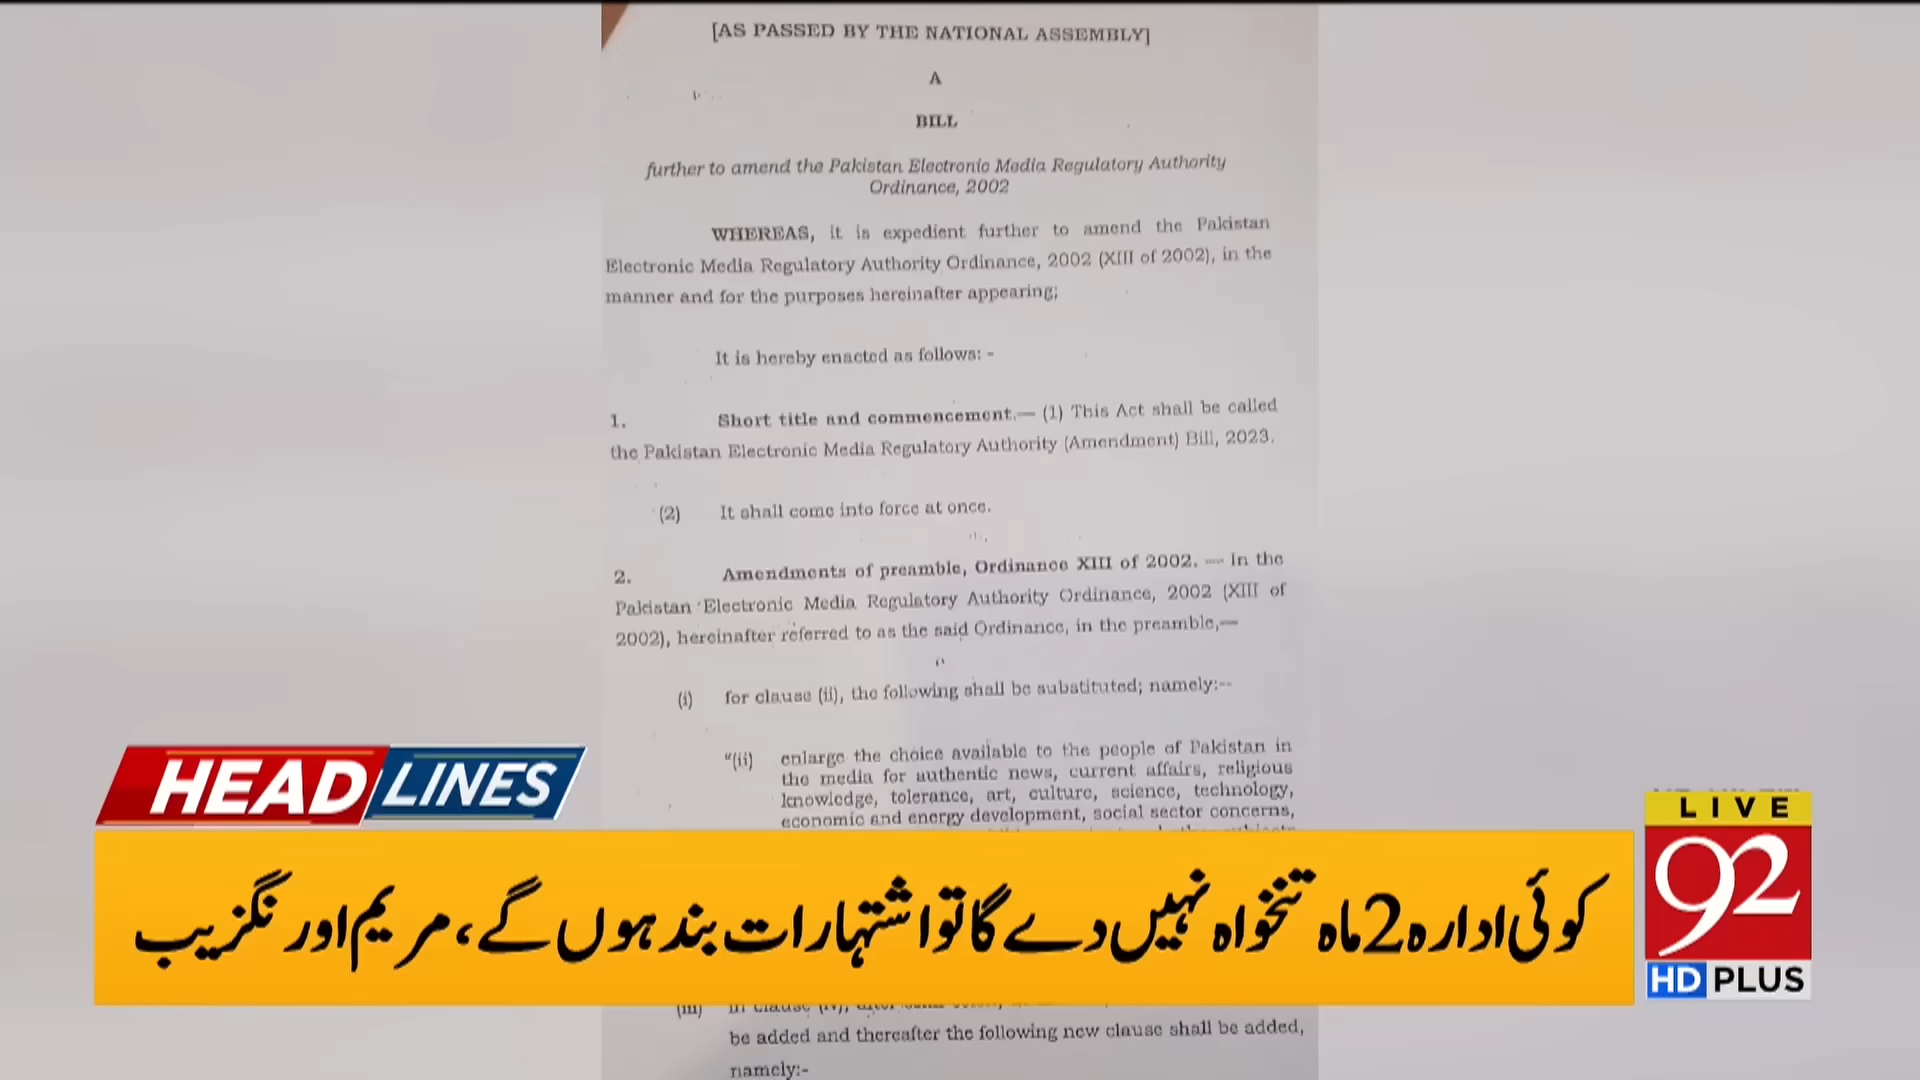 [AS PASSED BY THE NATIONAL ASSEMBLY]
A
BILL
further to amend the Pakistan Electronic Media Regulatory Authority
Ordinance, 2002
WHEREAS, it is expedient further to amend the Pakistan
Electronic Media Regulatory Authority Ordinance, 2002 (XIII of 2002), in the
manner and for the purposes hereinafter appearing;
It is hereby enacted as follows: -
1. Short title and commencement.— (1) This Act shall be called
the Pakistan Electronic Media Regulatory Authority (Amendment) Bill, 2023.
(2) It shall come into force at once.
2. Amendments of preamble, Ordinance XIII of 2002. — In the
Pakistan Electronic Media Regulatory Authority Ordinance, 2002 (XIII of
2002), hereinafter referred to as the said Ordinance, in the preamble,—
(i) for clause (ii), the following shall be substituted; namely:--
“(ii) enlarge the choice available to the people of Pakistan in
the media for authentic news, current affairs, religious
knowledge, tolerance, art, culture, science, technology,
economic and energy development, social sector concerns,
HEADLINES
LIVE
92
HD PLUS
کوئی ادارہ 2 ماہ تنخواہ نہیں دے گا تو اشتہارات بند ہوں گے، مریم اورنگزیب
(iii) in clause (iv), after
be added and thereafter the following new clause shall be added,
namely:-